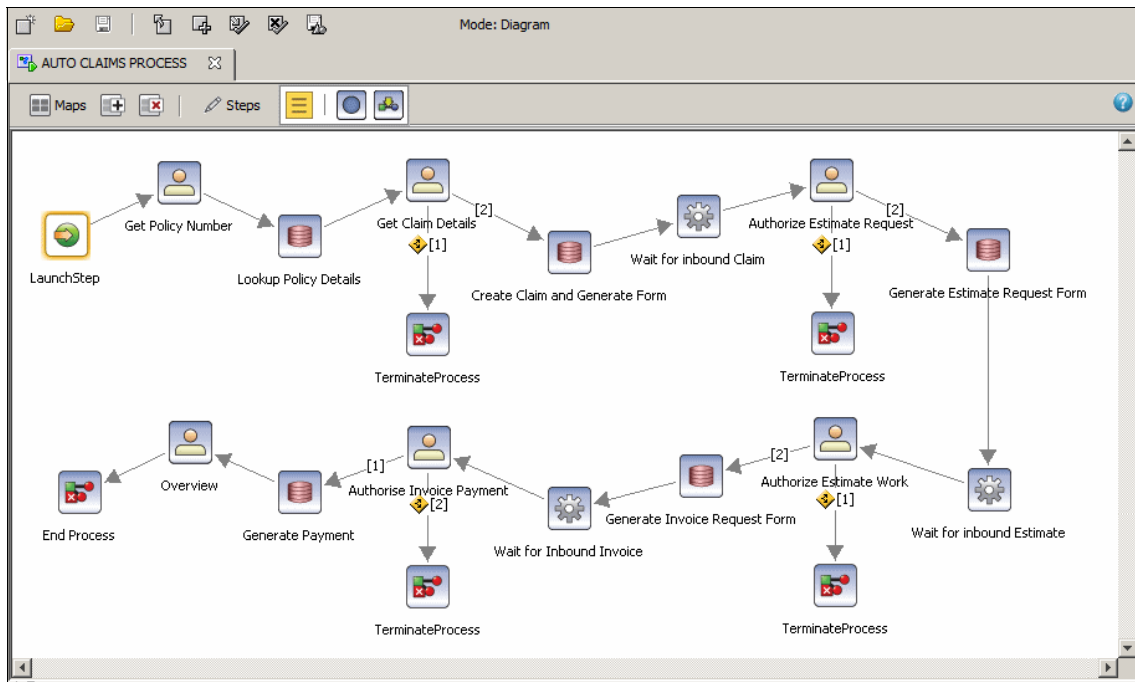 Mode: Diagram
AUTO CLAIMS PROCESS
Maps
Steps
?
LaunchStep
Get Policy Number
Lookup Policy Details
Get Claim Details
[2]
[1]
TerminateProcess
Create Claim and Generate Form
Wait for inbound Claim
Authorize Estimate Request
[2]
[1]
TerminateProcess
Generate Estimate Request Form
Wait for inbound Estimate
Authorize Estimate Work
[2]
[1]
TerminateProcess
Generate Invoice Request Form
Wait for Inbound Invoice
Authorise Invoice Payment
[1]
[2]
TerminateProcess
Generate Payment
Overview
End Process